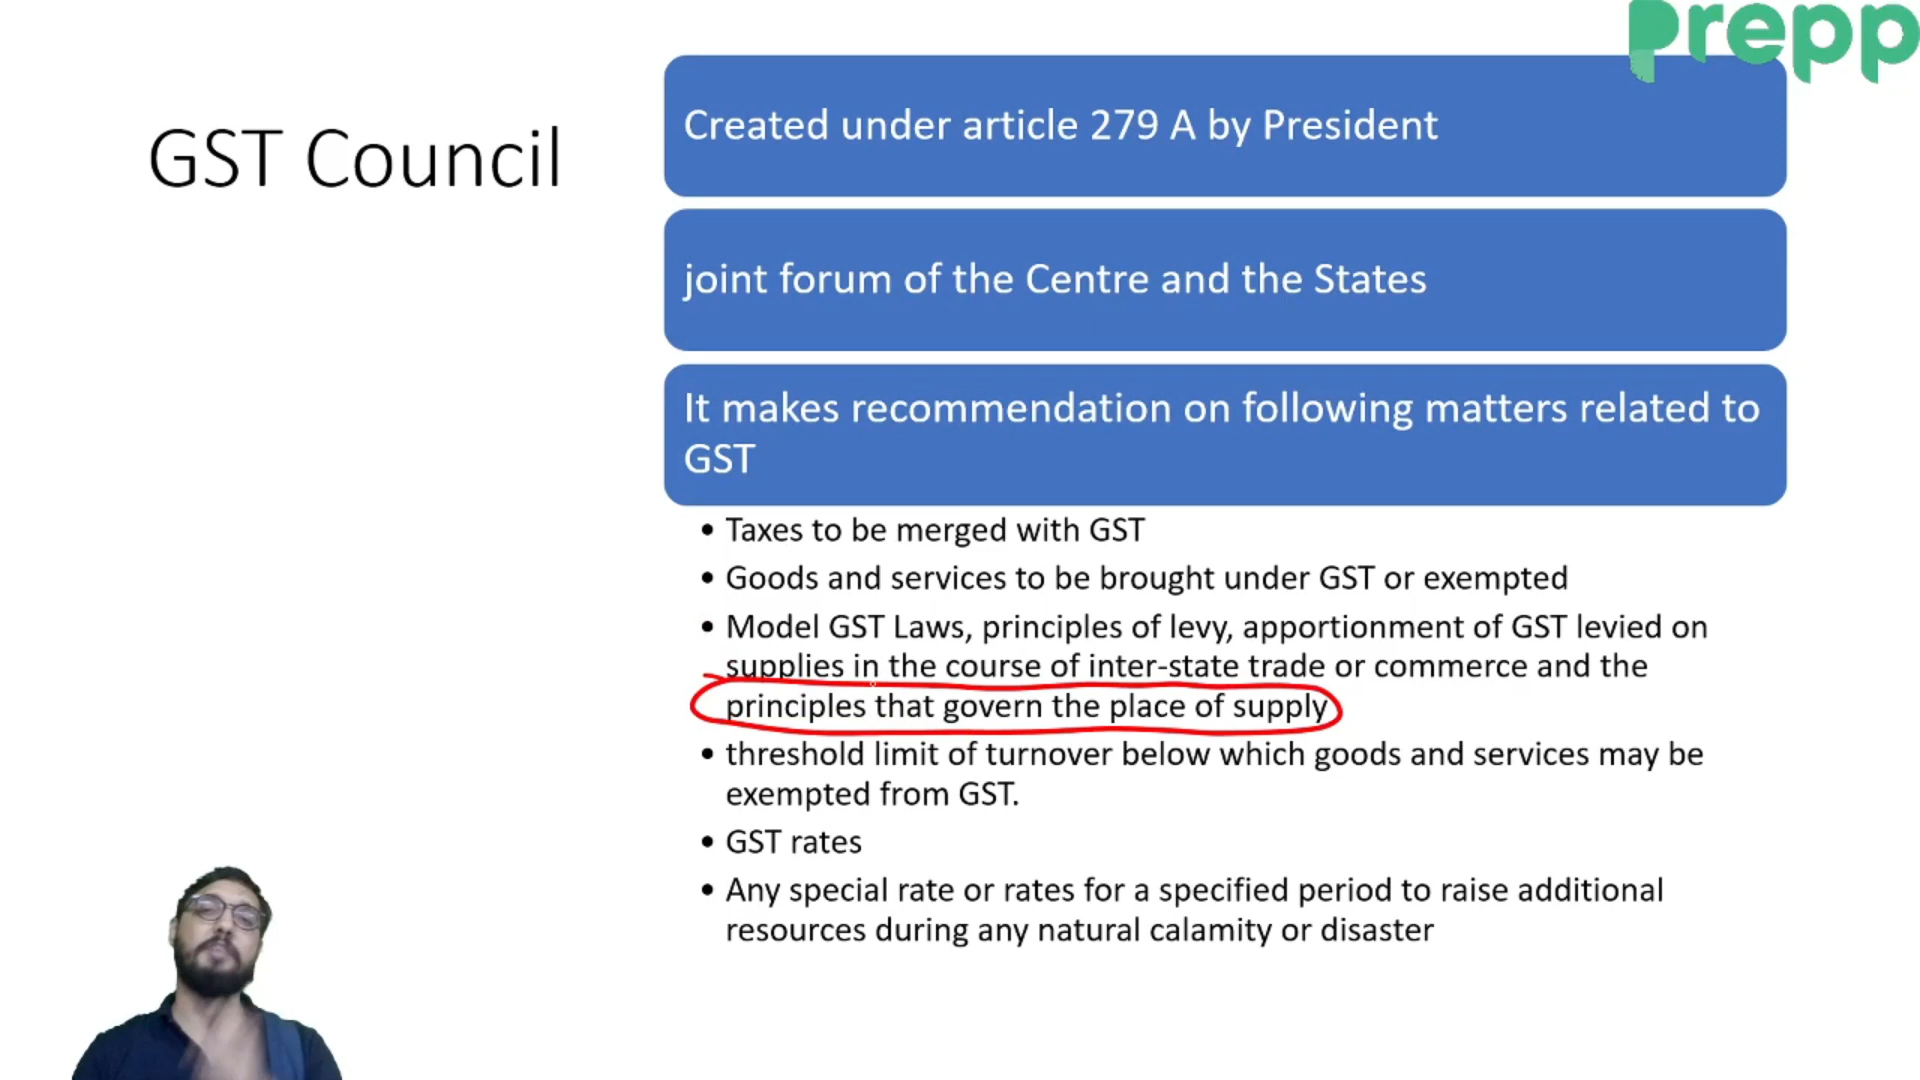 prepp
GST Council
Created under article 279 A by President
joint forum of the Centre and the States
It makes recommendation on following matters related to
GST
• Taxes to be merged with GST
• Goods and services to be brought under GST or exempted
• Model GST Laws, principles of levy, apportionment of GST levied on
supplies in the course of inter-state trade or commerce and the
principles that govern the place of supply
• threshold limit of turnover below which goods and services may be
exempted from GST.
• GST rates
• Any special rate or rates for a specified period to raise additional
resources during any natural calamity or disaster